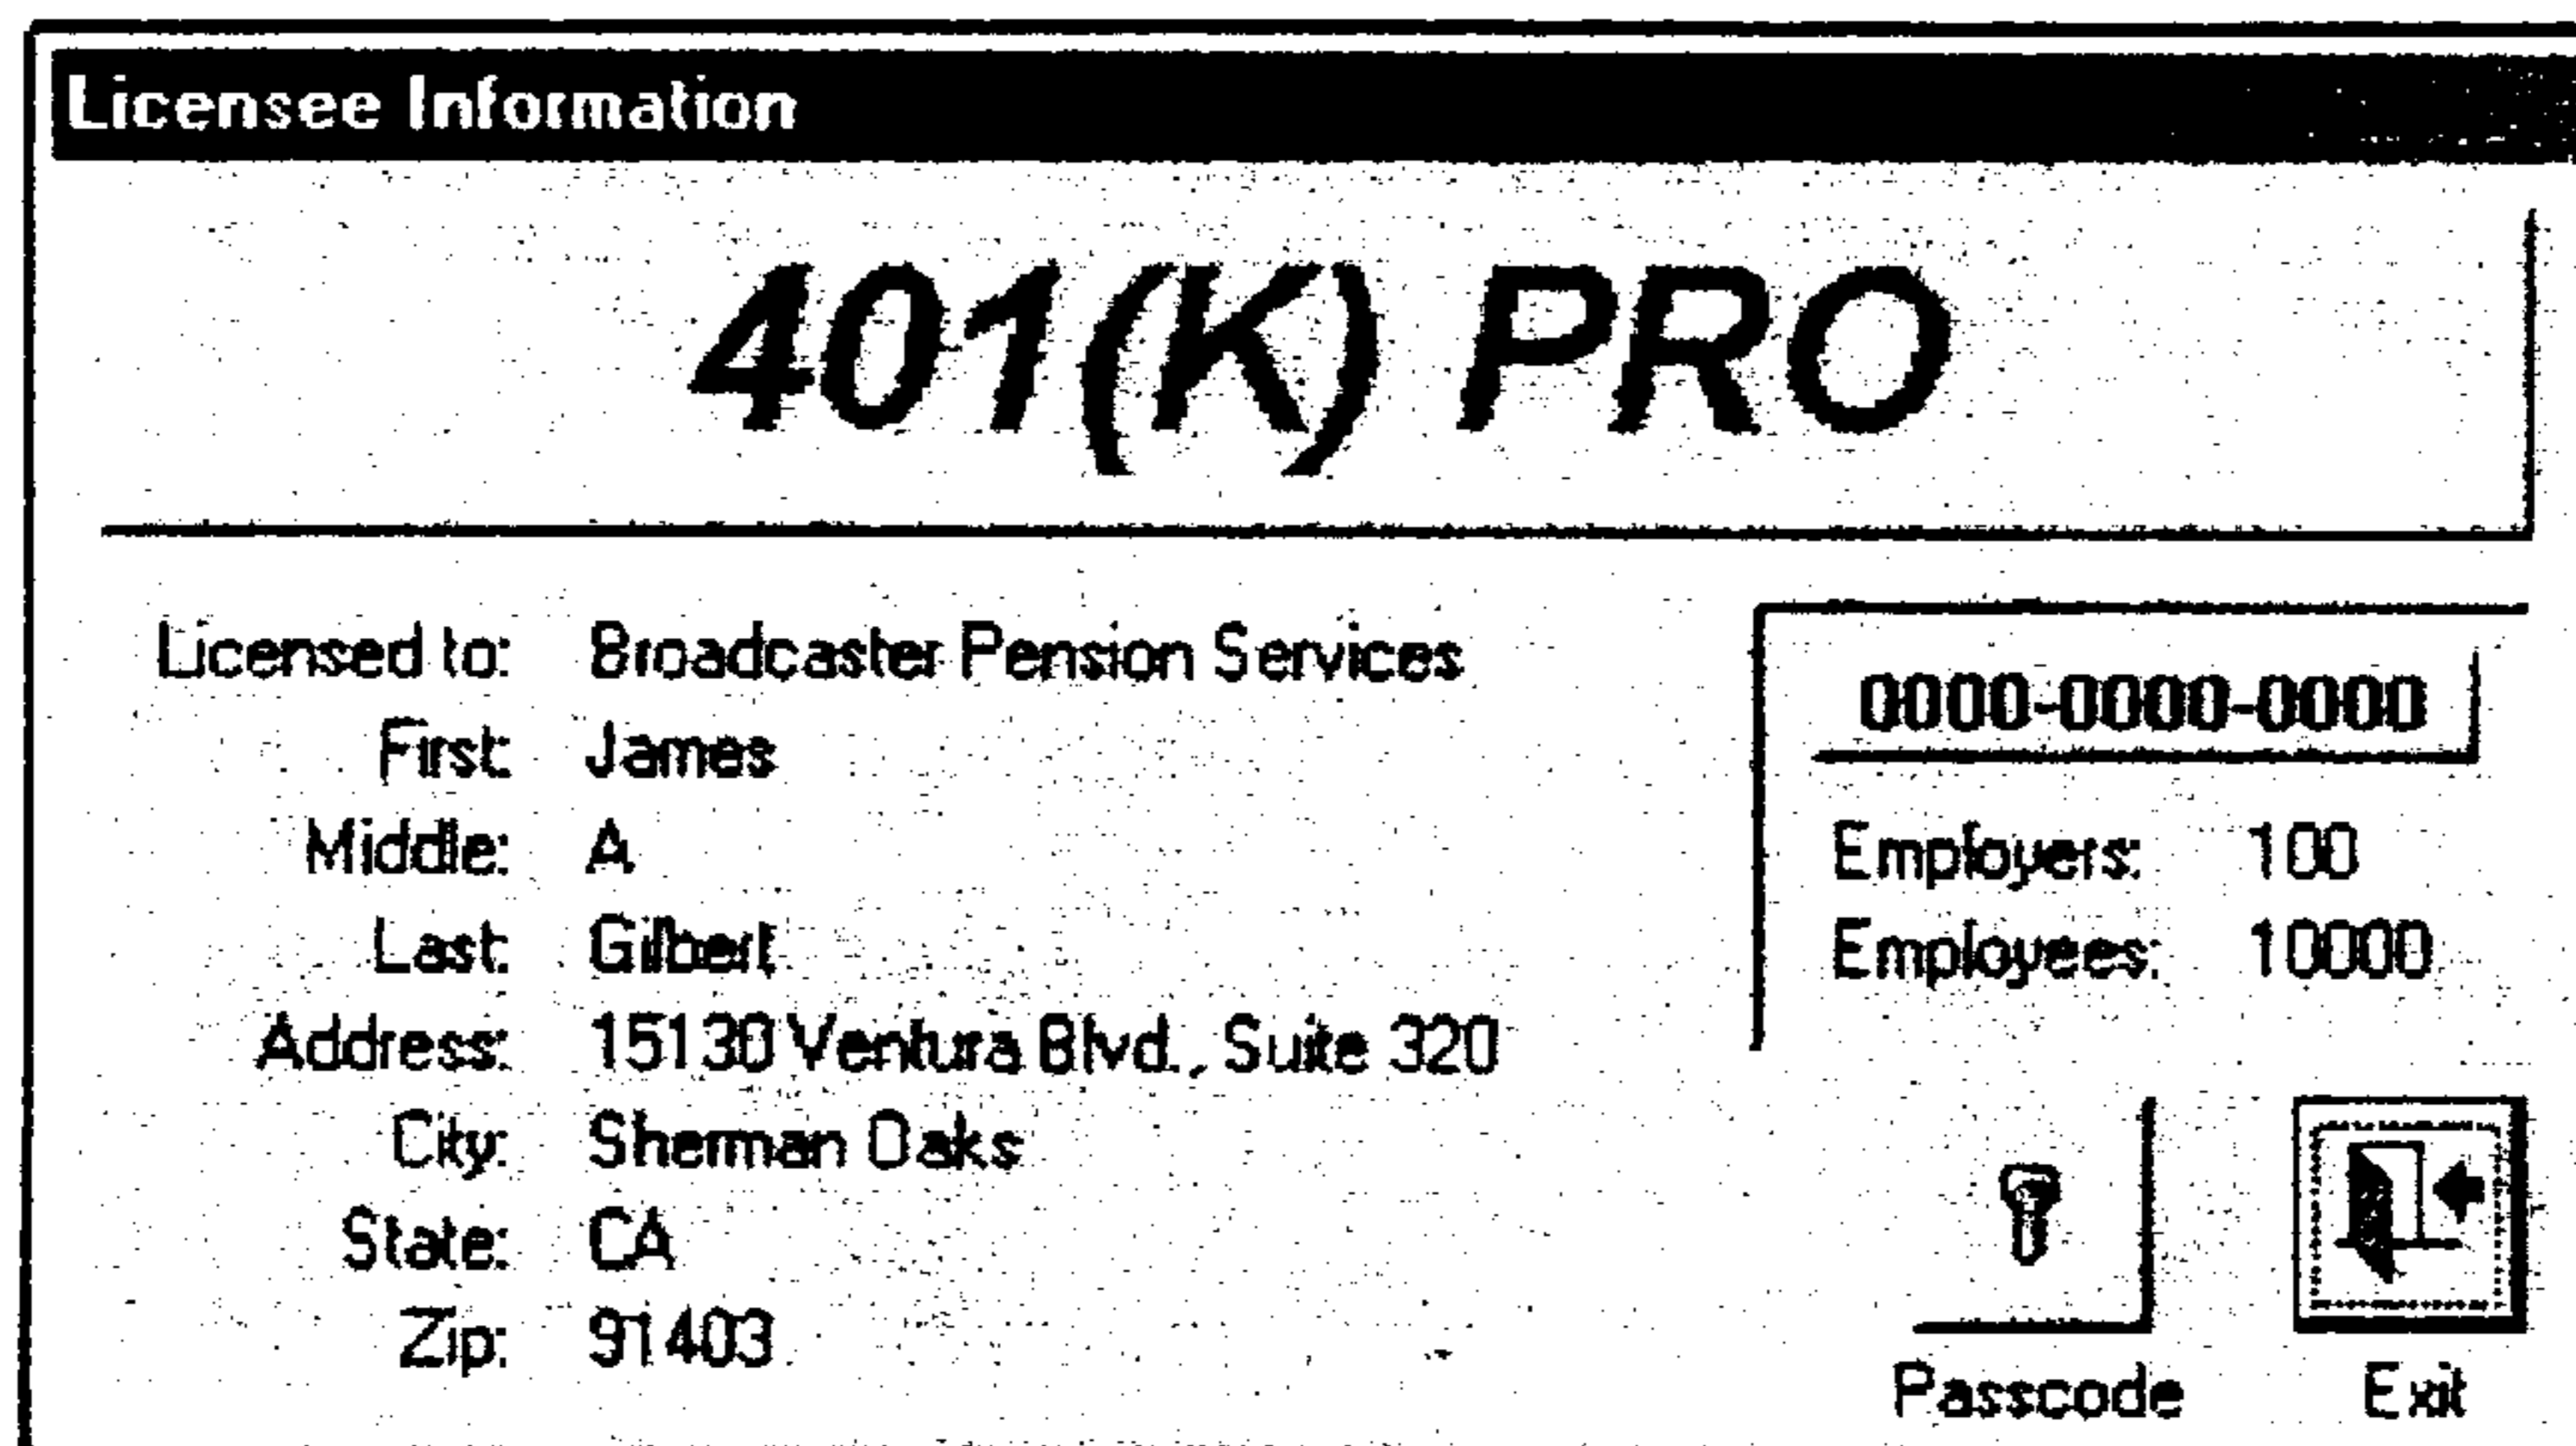 Licensee Information
401(K) PRO
Licensed to: Broadcaster Pension Services
First: James
Middle: A
Last: Gilbert
Address: 15130 Ventura Blvd., Suite 320
City: Sherman Oaks
State: CA
Zip: 91403
0000-0000-0000
Employers: 100
Employees: 10000
Passcode
Exit